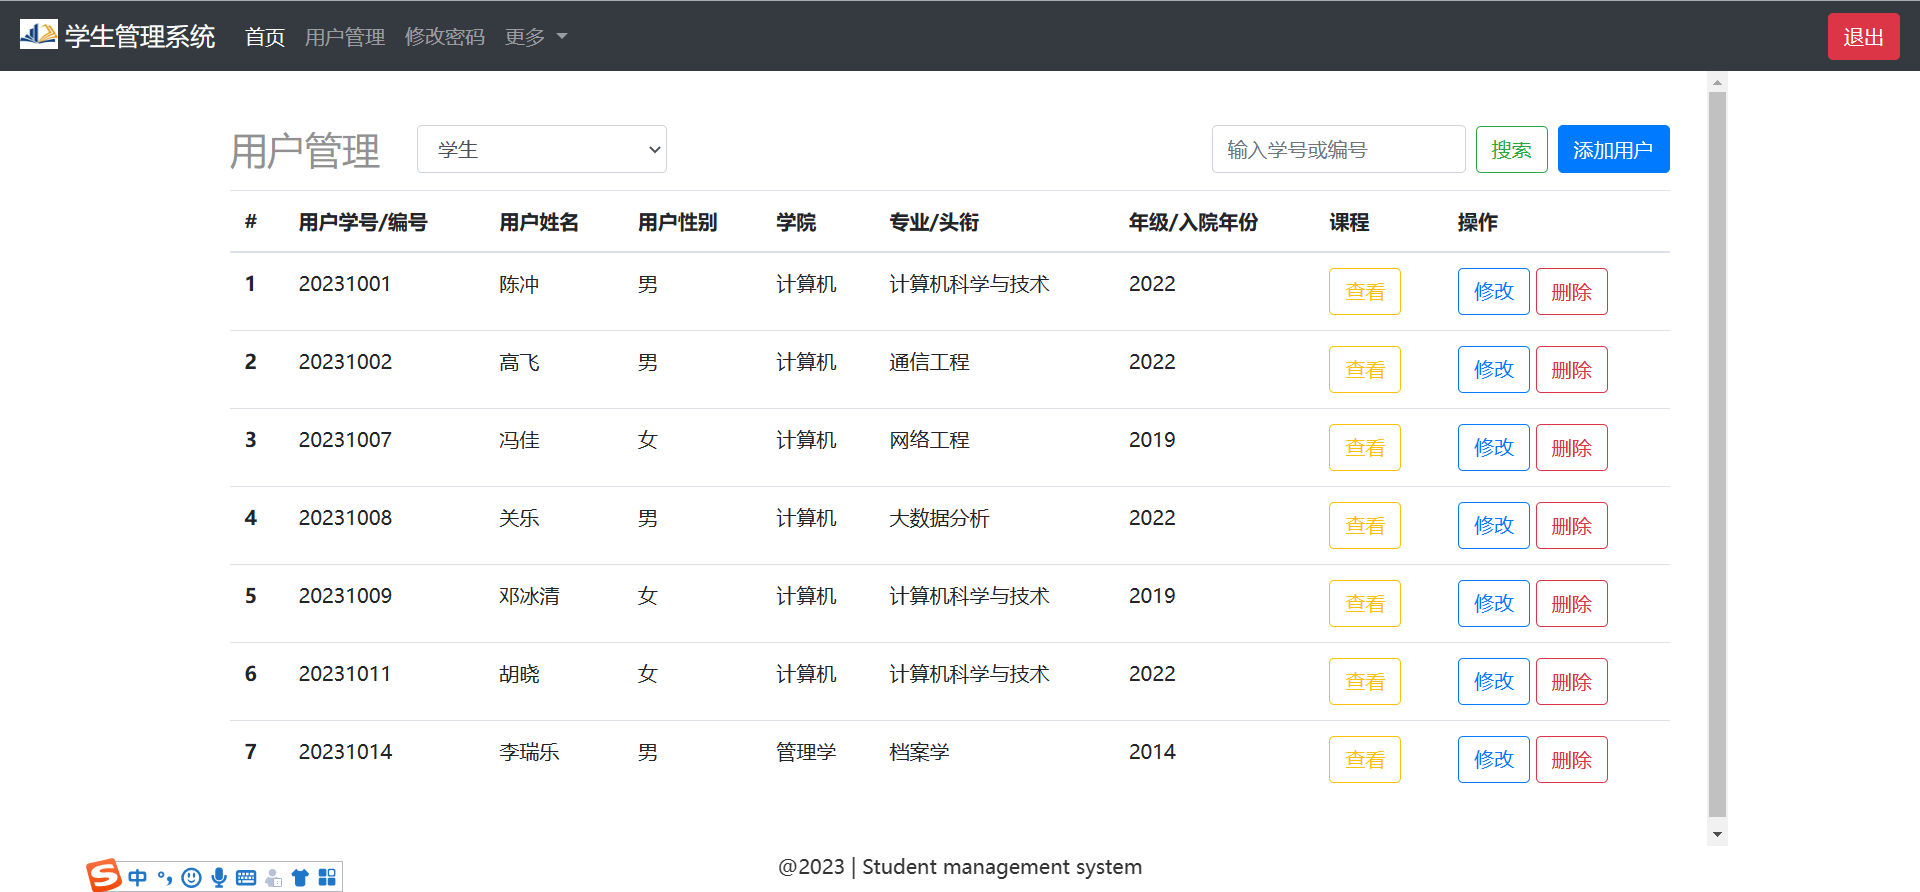 学生管理系统 首页 用户管理 修改密码 更多 退出
用户管理 学生 输入学号或编号 搜索 添加用户
# 用户学号/编号 用户姓名 用户性别 学院 专业/头衔 年级/入院年份 课程 操作
1 20231001 陈冲 男 计算机 计算机科学与技术 2022 查看 修改 删除
2 20231002 高飞 男 计算机 通信工程 2022 查看 修改 删除
3 20231007 冯佳 女 计算机 网络工程 2019 查看 修改 删除
4 20231008 关乐 男 计算机 大数据分析 2022 查看 修改 删除
5 20231009 邓冰清 女 计算机 计算机科学与技术 2019 查看 修改 删除
6 20231011 胡晓 女 计算机 计算机科学与技术 2022 查看 修改 删除
7 20231014 李瑞乐 男 管理学 档案学 2014 查看 修改 删除
@2023 | Student management system
S 中 °,